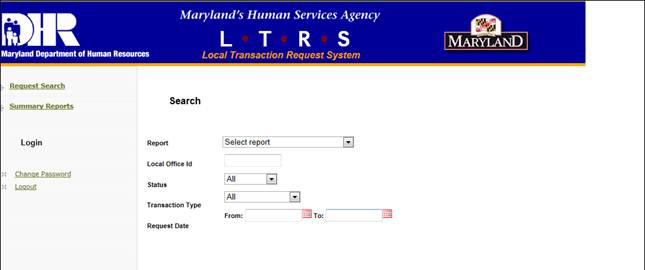 DHR
Maryland Department of Human Resources
Maryland's Human Services Agency
L • T • R • S
Local Transaction Request System
MARYLAND
Request Search
Summary Reports
Login
Change Password
Logout
Search
Report Select report
Local Office Id
Status All
Transaction Type All
From: To:
Request Date